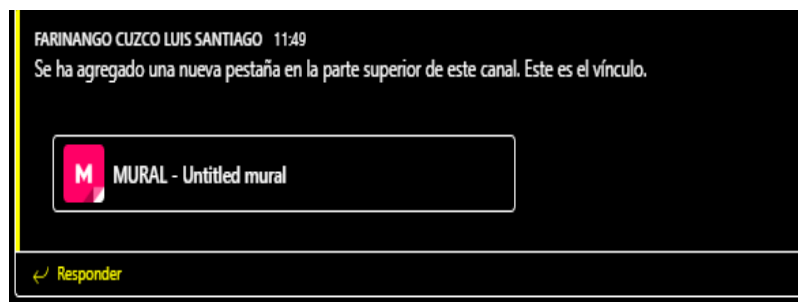 FARINANGO CUZCO LUIS SANTIAGO 11:49
Se ha agregado una nueva pestaña en la parte superior de este canal. Este es el vínculo.
M MURAL - Untitled mural
Responder